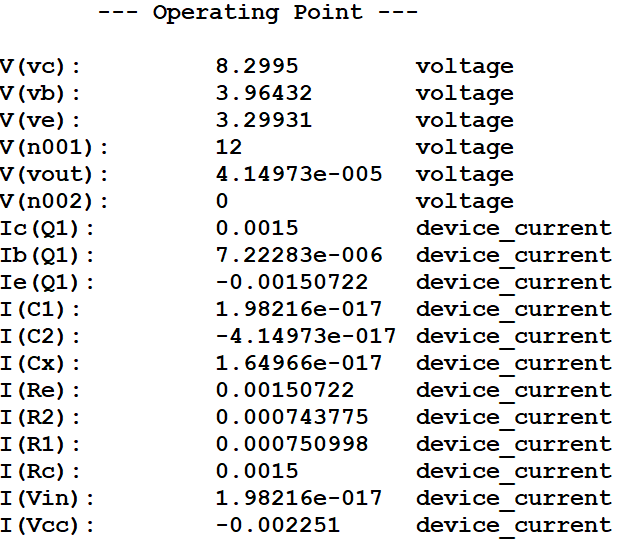 --- Operating Point ---
V(vc): 8.2995 voltage
V(vb): 3.96432 voltage
V(ve): 3.29931 voltage
V(n001): 12 voltage
V(vout): 4.14973e-005 voltage
V(n002): 0 voltage
Ic(Q1): 0.0015 device_current
Ib(Q1): 7.22283e-006 device_current
Ie(Q1): -0.00150722 device_current
I(C1): 1.98216e-017 device_current
I(C2): -4.14973e-017 device_current
I(Cx): 1.64966e-017 device_current
I(Re): 0.00150722 device_current
I(R2): 0.000743775 device_current
I(R1): 0.000750998 device_current
I(Rc): 0.0015 device_current
I(Vin): 1.98216e-017 device_current
I(Vcc): -0.002251 device_current